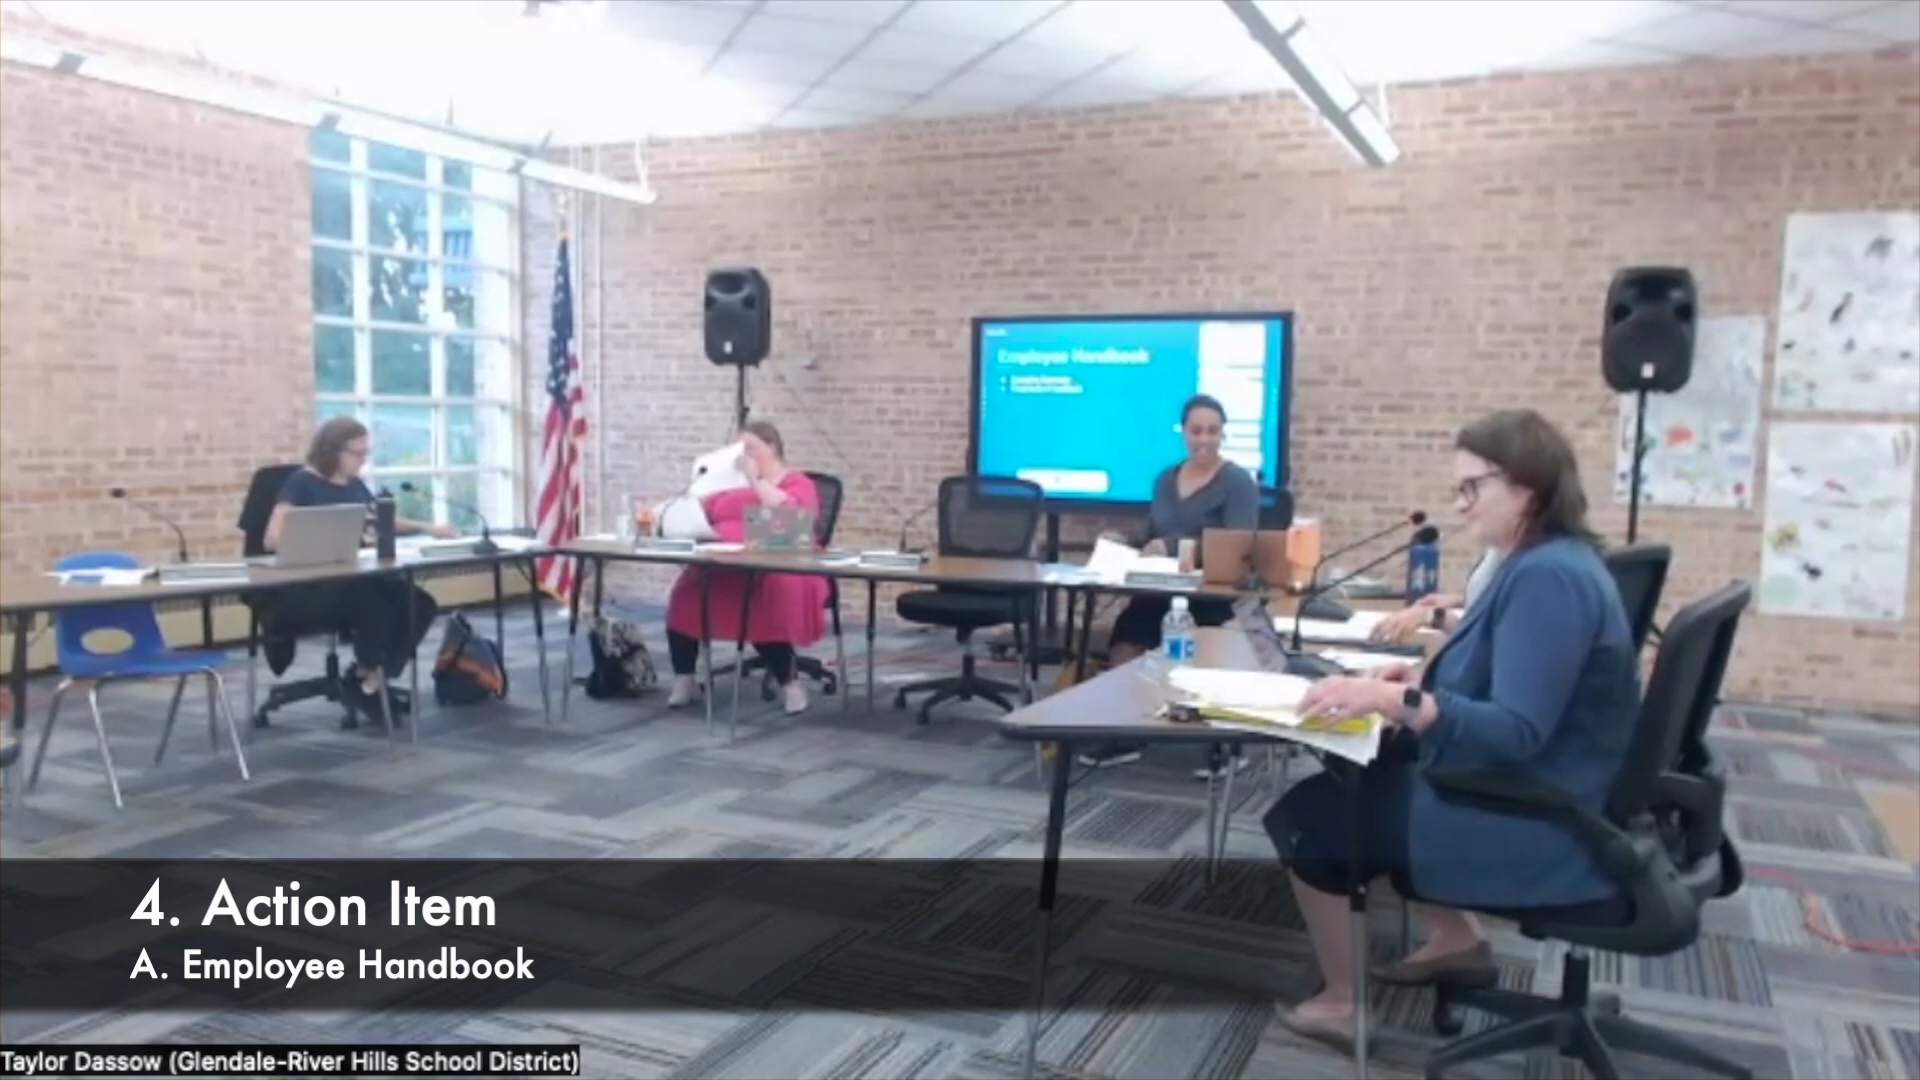 Employee Handbook
4. Action Item
A. Employee Handbook
Taylor Dassow (Glendale-River Hills School District)